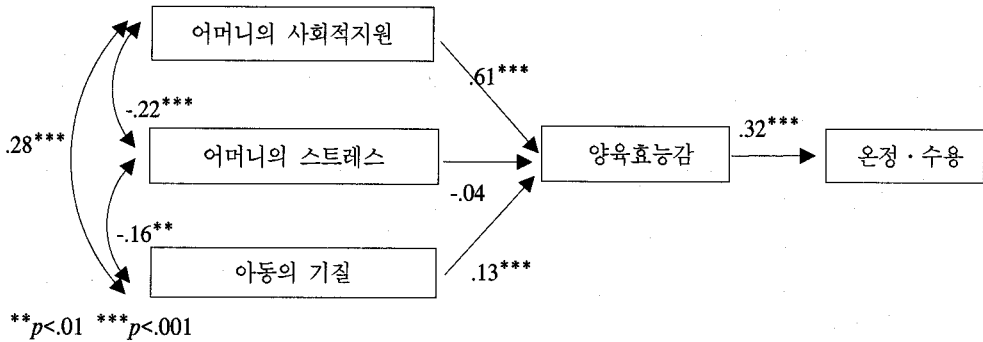 어머니의 사회적지원
.61***
-.22***
.28***
.32***
어머니의 스트레스
양육효능감
온정·수용
-.04
-.16**
아동의 기질
.13***
**p<.01 ***p<.001